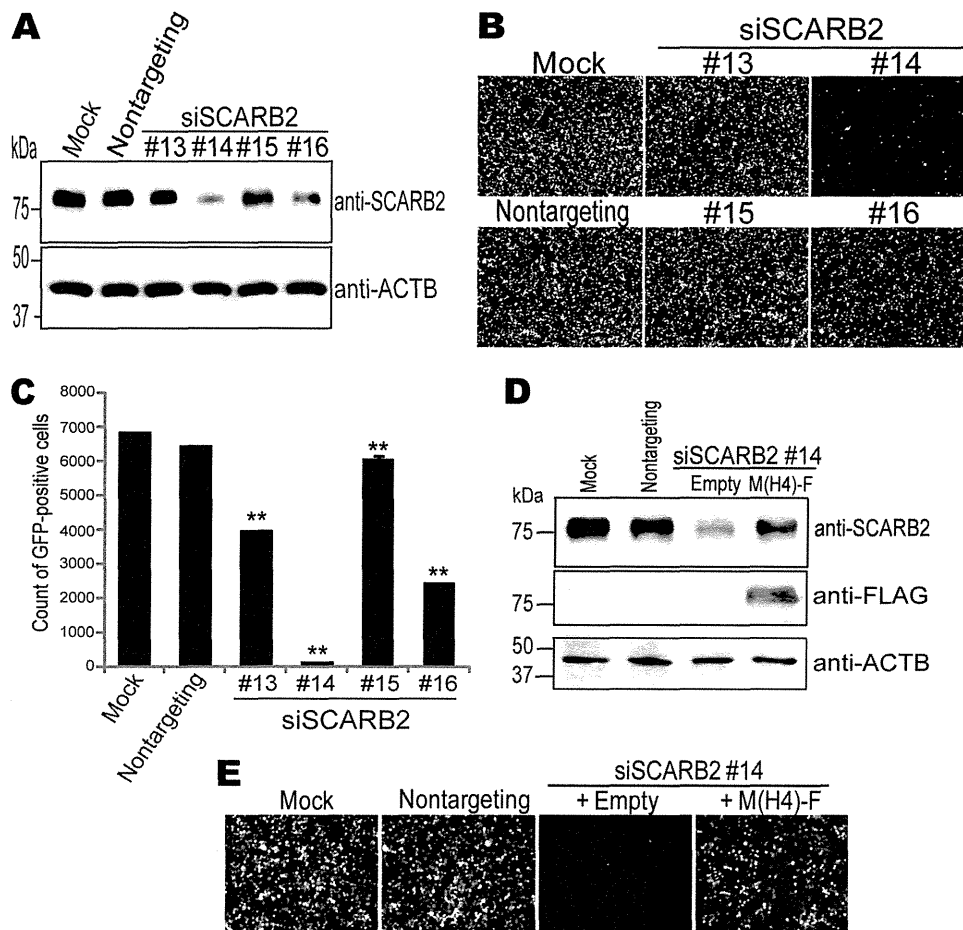 A
Mock
Nontargeting
siSCARB2
kDa
#13 #14 #15 #16
75
anti-SCARB2
50
37
anti-ACTB
B
siSCARB2
Mock
#13
#14
Nontargeting
#15
#16
C
Count of GFP-positive cells
8000
7000
6000
5000
4000
3000
2000
1000
0
**
**
**
**
Mock
Nontargeting
#13 #14 #15 #16
siSCARB2
D
Mock
Nontargeting
siSCARB2 #14
Empty M(H4)-F
kDa
75
anti-SCARB2
75
anti-FLAG
50
37
anti-ACTB
E
siSCARB2 #14
Mock
Nontargeting
+ Empty
+ M(H4)-F